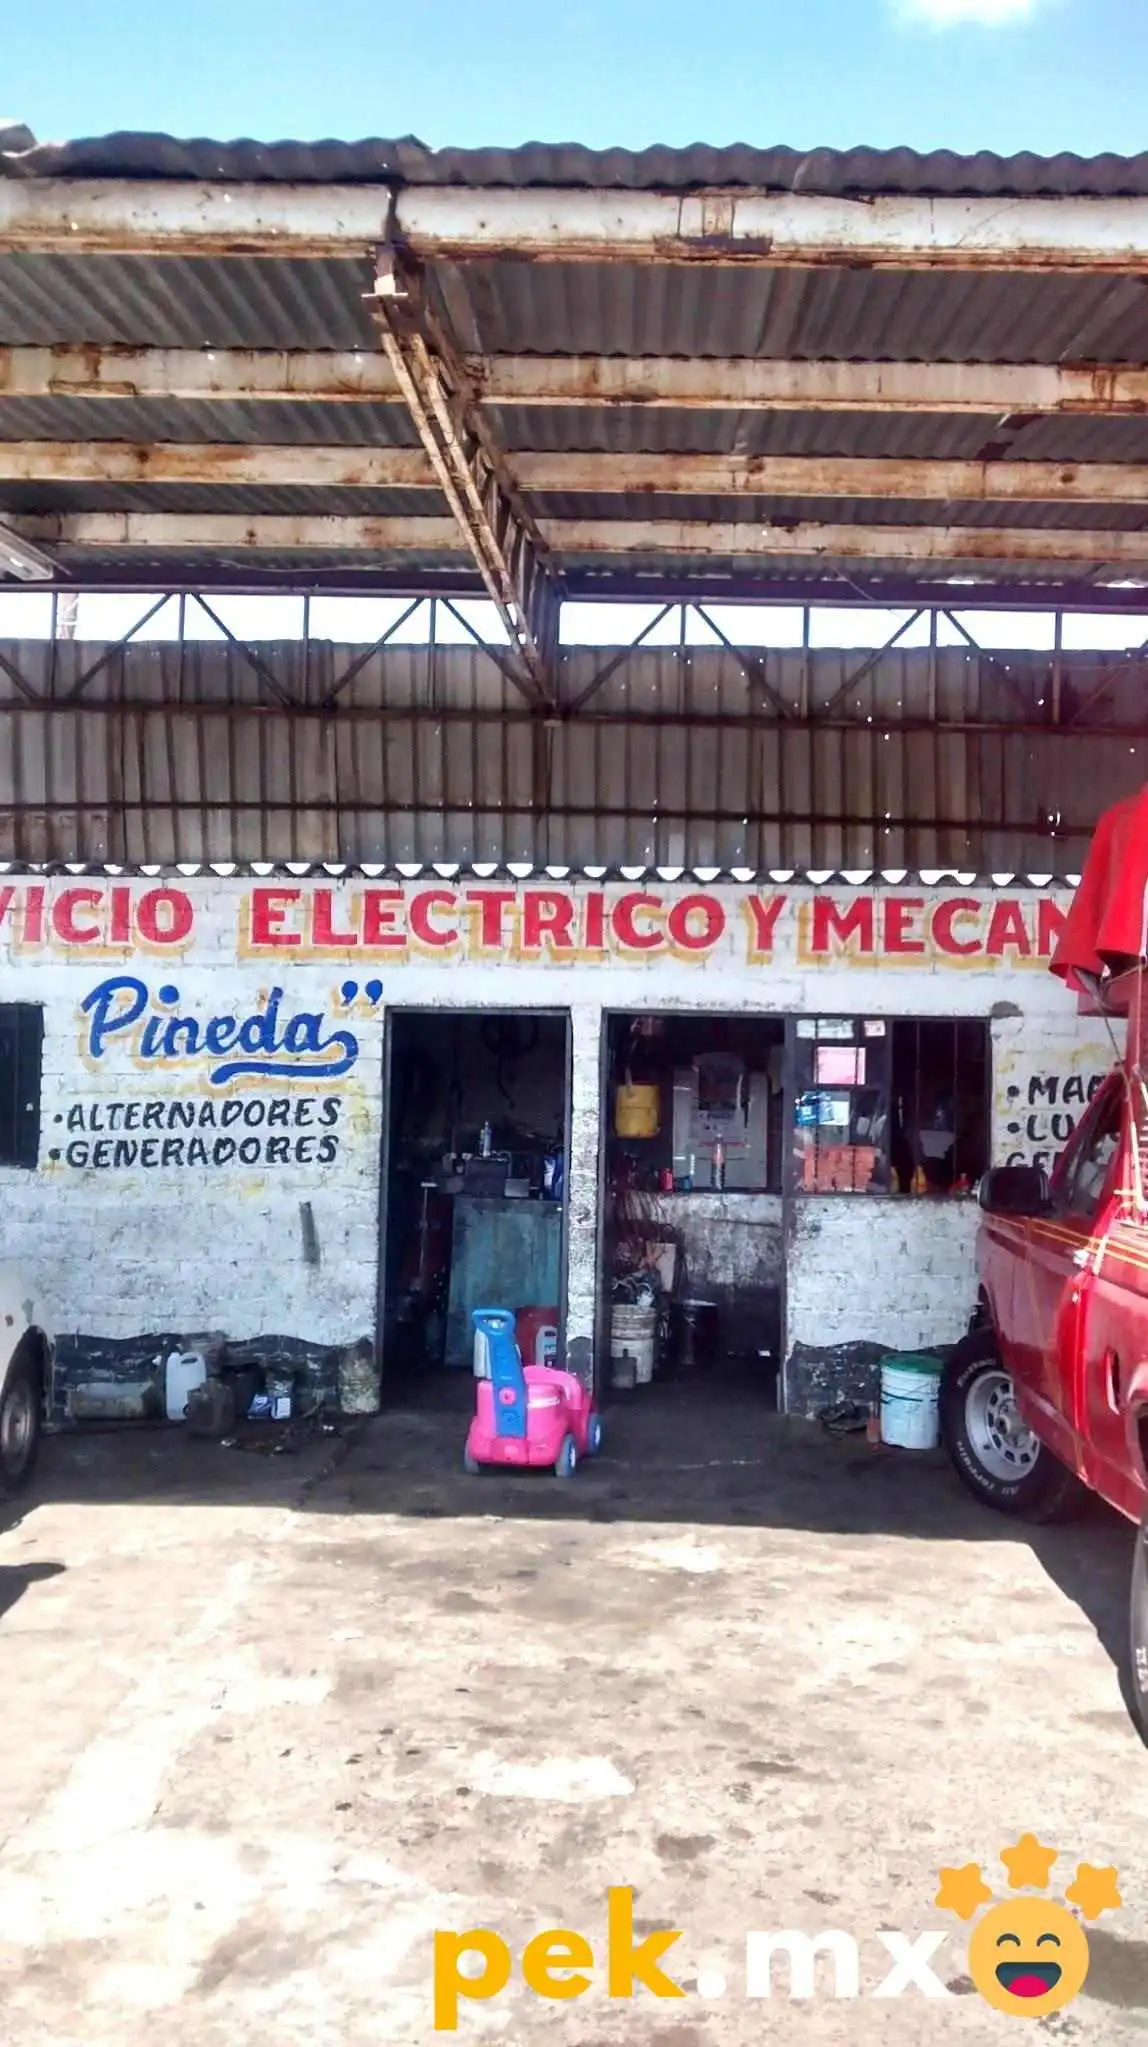 VICIO ELECTRICO Y MECAN
Pineda"
•ALTERNADORES
•GENERADORES
pek.mx